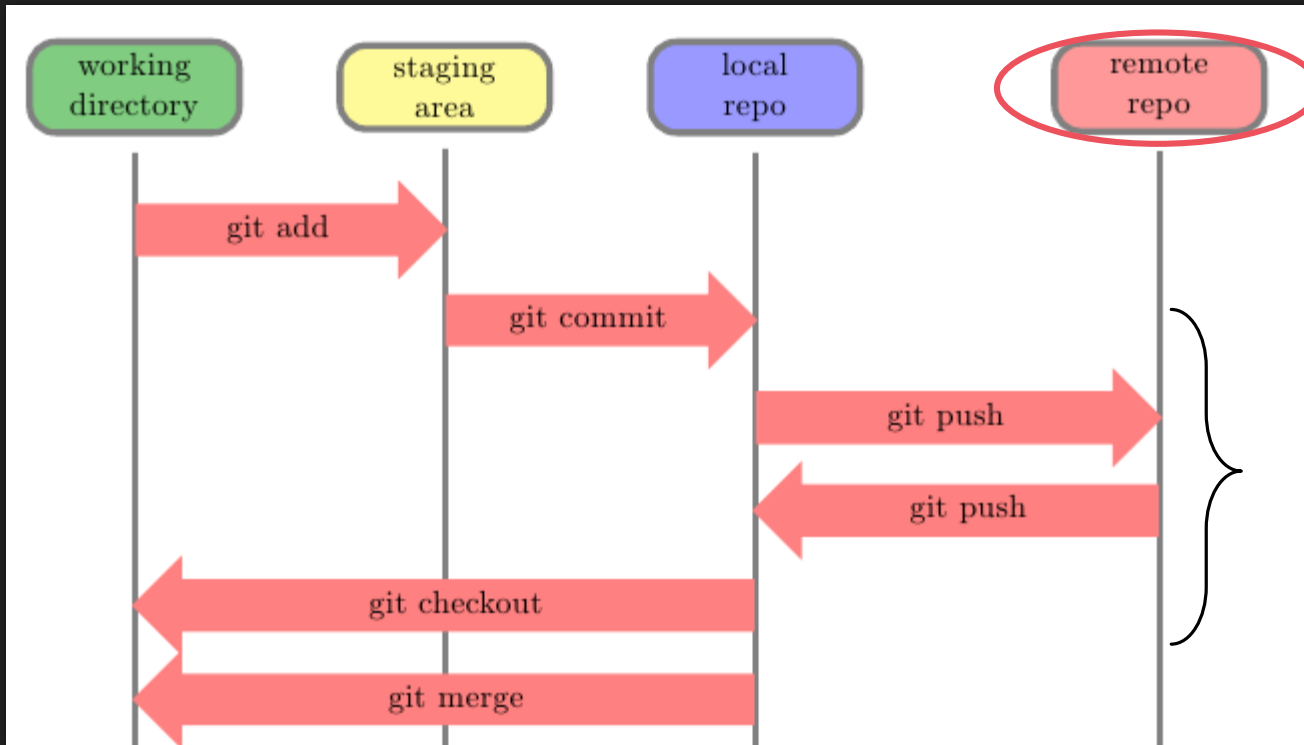 working
directory
staging
area
local
repo
remote
repo
git add
git commit
git push
git push
git checkout
git merge